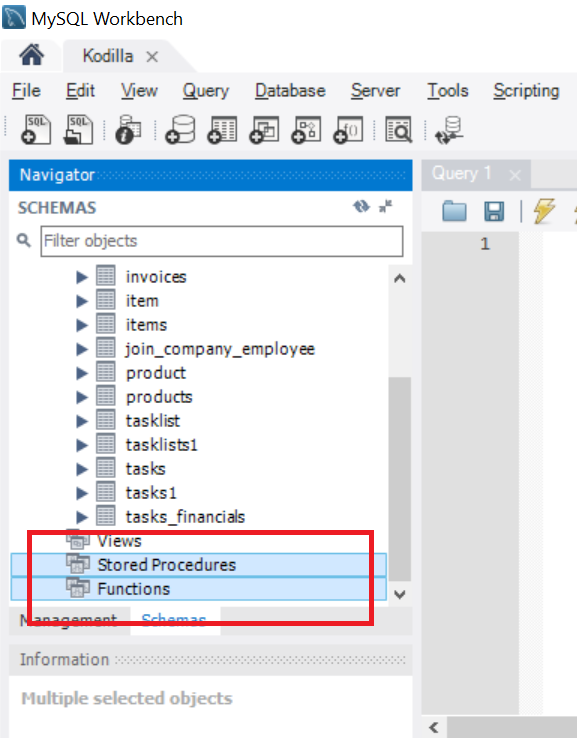 MySQL Workbench
Kodilla
File Edit View Query Database Server Tools Scripting
Navigator
Query 1
SCHEMAS
Filter objects
1
invoices
item
items
join_company_employee
product
products
tasklist
tasklists1
tasks
tasks1
tasks_financials
Views
Stored Procedures
Functions
Management Schemas
Information
Multiple selected objects